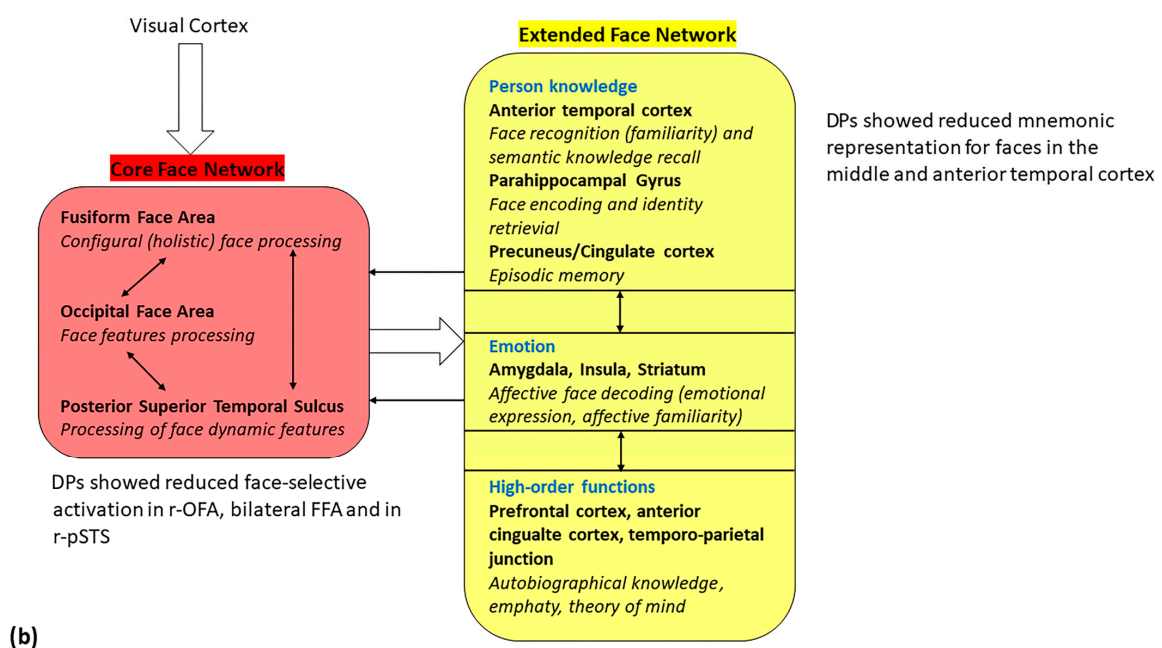 Visual Cortex
Core Face Network
Fusiform Face Area
Configural (holistic) face processing
Occipital Face Area
Face features processing
Posterior Superior Temporal Sulcus
Processing of face dynamic features
DPs showed reduced face-selective
activation in r-OFA, bilateral FFA and in
r-pSTS
Extended Face Network
Person knowledge
Anterior temporal cortex
Face recognition (familiarity) and
semantic knowledge recall
Parahippocampal Gyrus
Face encoding and identity
retrievial
Precuneus/Cingulate cortex
Episodic memory
Emotion
Amygdala, Insula, Striatum
Affective face decoding (emotional
expression, affective familiarity)
High-order functions
Prefrontal cortex, anterior
cingualte cortex, temporo-parietal
junction
Autobiographical knowledge,
emphaty, theory of mind
DPs showed reduced mnemonic
representation for faces in the
middle and anterior temporal cortex
(b)